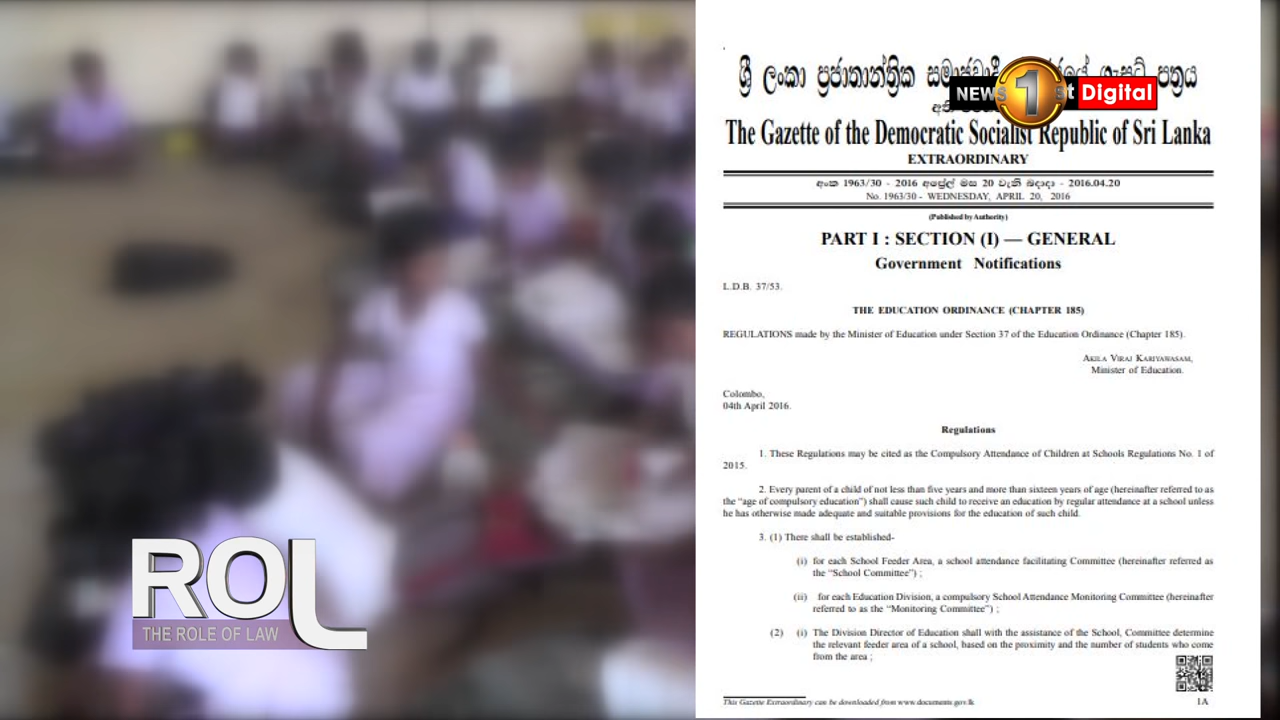 ROL
THE ROLE OF LAW
NEWS 1st Digital
ශ්‍රී ලංකා ප්‍රජාතාන්ත්‍රික සමාජවාදී ගැසට් පත්‍රය
The Gazette of the Democratic Socialist Republic of Sri Lanka
EXTRAORDINARY
අංක 1963/30 - 2016 අප්‍රේල් මස 20 වැනි බදාදා - 2016.04.20
No. 1963/30 - WEDNESDAY, APRIL 20, 2016
(Published by Authority)
PART I : SECTION (I) — GENERAL
Government Notifications
L.D.B. 37/53.
THE EDUCATION ORDINANCE (CHAPTER 185)
REGULATIONS made by the Minister of Education under Section 37 of the Education Ordinance (Chapter 185).
AKILA VIRAJ KARIYAWASAM,
Minister of Education.
Colombo,
04th April 2016.
Regulations
1. These Regulations may be cited as the Compulsory Attendance of Children at Schools Regulations No. 1 of
2015.
2. Every parent of a child of not less than five years and more than sixteen years of age (hereinafter referred to as
the “age of compulsory education”) shall cause such child to receive an education by regular attendance at a school unless
he has otherwise made adequate and suitable provisions for the education of such child.
3. (1) There shall be established-
(i) for each School Feeder Area, a school attendance facilitating Committee (hereinafter referred as
the “School Committee”) ;
(ii) for each Education Division, a compulsory School Attendance Monitoring Committee (hereinafter
referred to as the “Monitoring Committee”) ;
(2) (i) The Division Director of Education shall with the assistance of the School, Committee determine
the relevant feeder area of a school, based on the proximity and the number of students who come
from the area ;
This Gazette Extraordinary can be downloaded from www.documents.gov.lk
1A